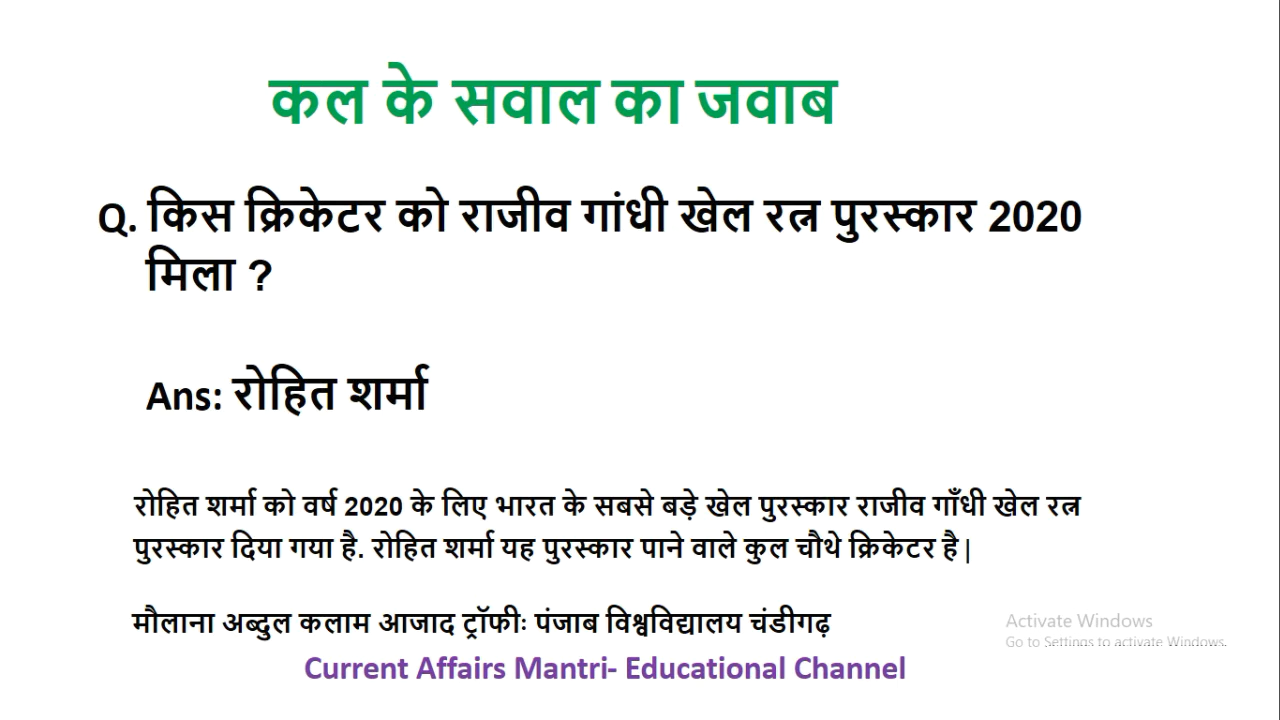 कल के सवाल का जवाब
Q. किस क्रिकेटर को राजीव गांधी खेल रत्न पुरस्कार 2020
मिला ?
Ans: रोहित शर्मा
रोहित शर्मा को वर्ष 2020 के लिए भारत के सबसे बड़े खेल पुरस्कार राजीव गाँधी खेल रत्न
पुरस्कार दिया गया है. रोहित शर्मा यह पुरस्कार पाने वाले कुल चौथे क्रिकेटर है|
मौलाना अब्दुल कलाम आजाद ट्रॉफीः पंजाब विश्वविद्यालय चंडीगढ़
Activate Windows
Go to Settings to activate Windows.
Current Affairs Mantri- Educational Channel